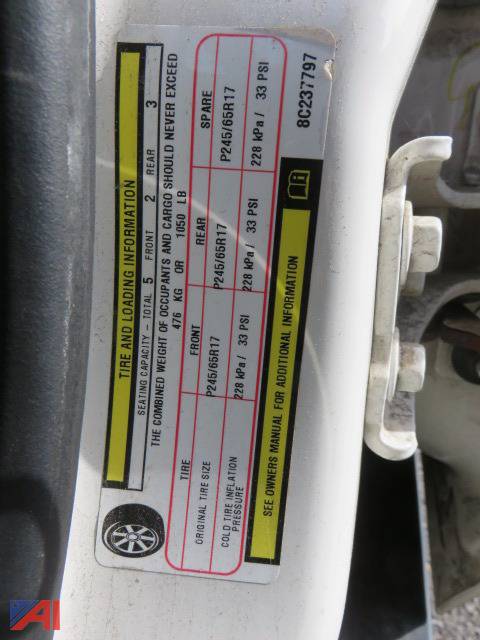 TIRE AND LOADING INFORMATION
SEATING CAPACITY - TOTAL 5 FRONT 2 REAR 3
THE COMBINED WEIGHT OF OCCUPANTS AND CARGO SHOULD NEVER EXCEED
476 KG OR 1050 LB
TIRE FRONT REAR SPARE
ORIGINAL TIRE SIZE P245/65R17 P245/65R17 P245/65R17
COLD TIRE INFLATION
PRESSURE 228 kPa/ 33 PSI 228 kPa/ 33 PSI 228 kPa/ 33 PSI
SEE OWNERS MANUAL FOR ADDITIONAL INFORMATION
8C237797
AI